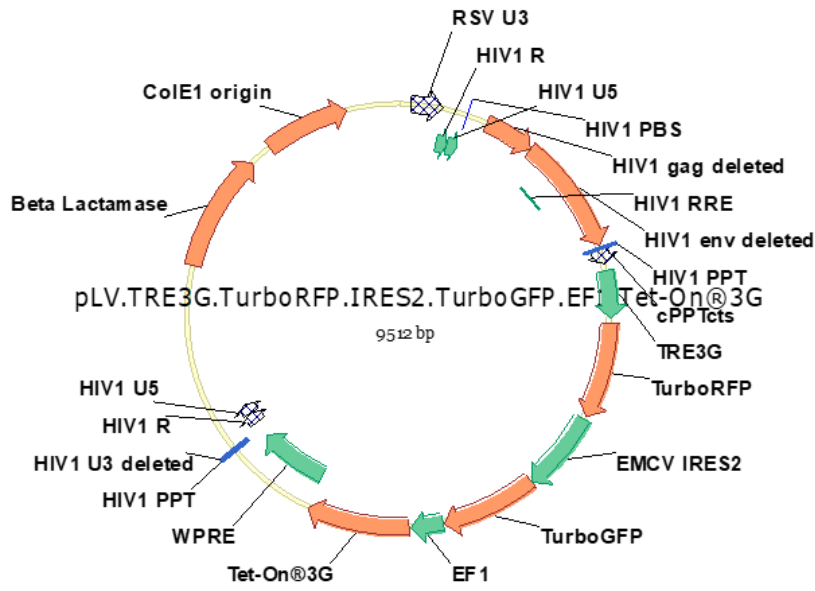 RSV U3
HIV1 R
ColE1 origin
HIV1 U5
HIV1 PBS
HIV1 gag deleted
Beta Lactamase
HIV1 RRE
HIV1 env deleted
HIV1 PPT
pLV.TRE3G.TurboRFP.IRES2.TurboGFP.EF1.Tet-On®3G
cPPTcts
9512 bp
TRE3G
TurboRFP
HIV1 U5
HIV1 R
HIV1 U3 deleted
EMCV IRES2
HIV1 PPT
WPRE
TurboGFP
Tet-On®3G
EF1